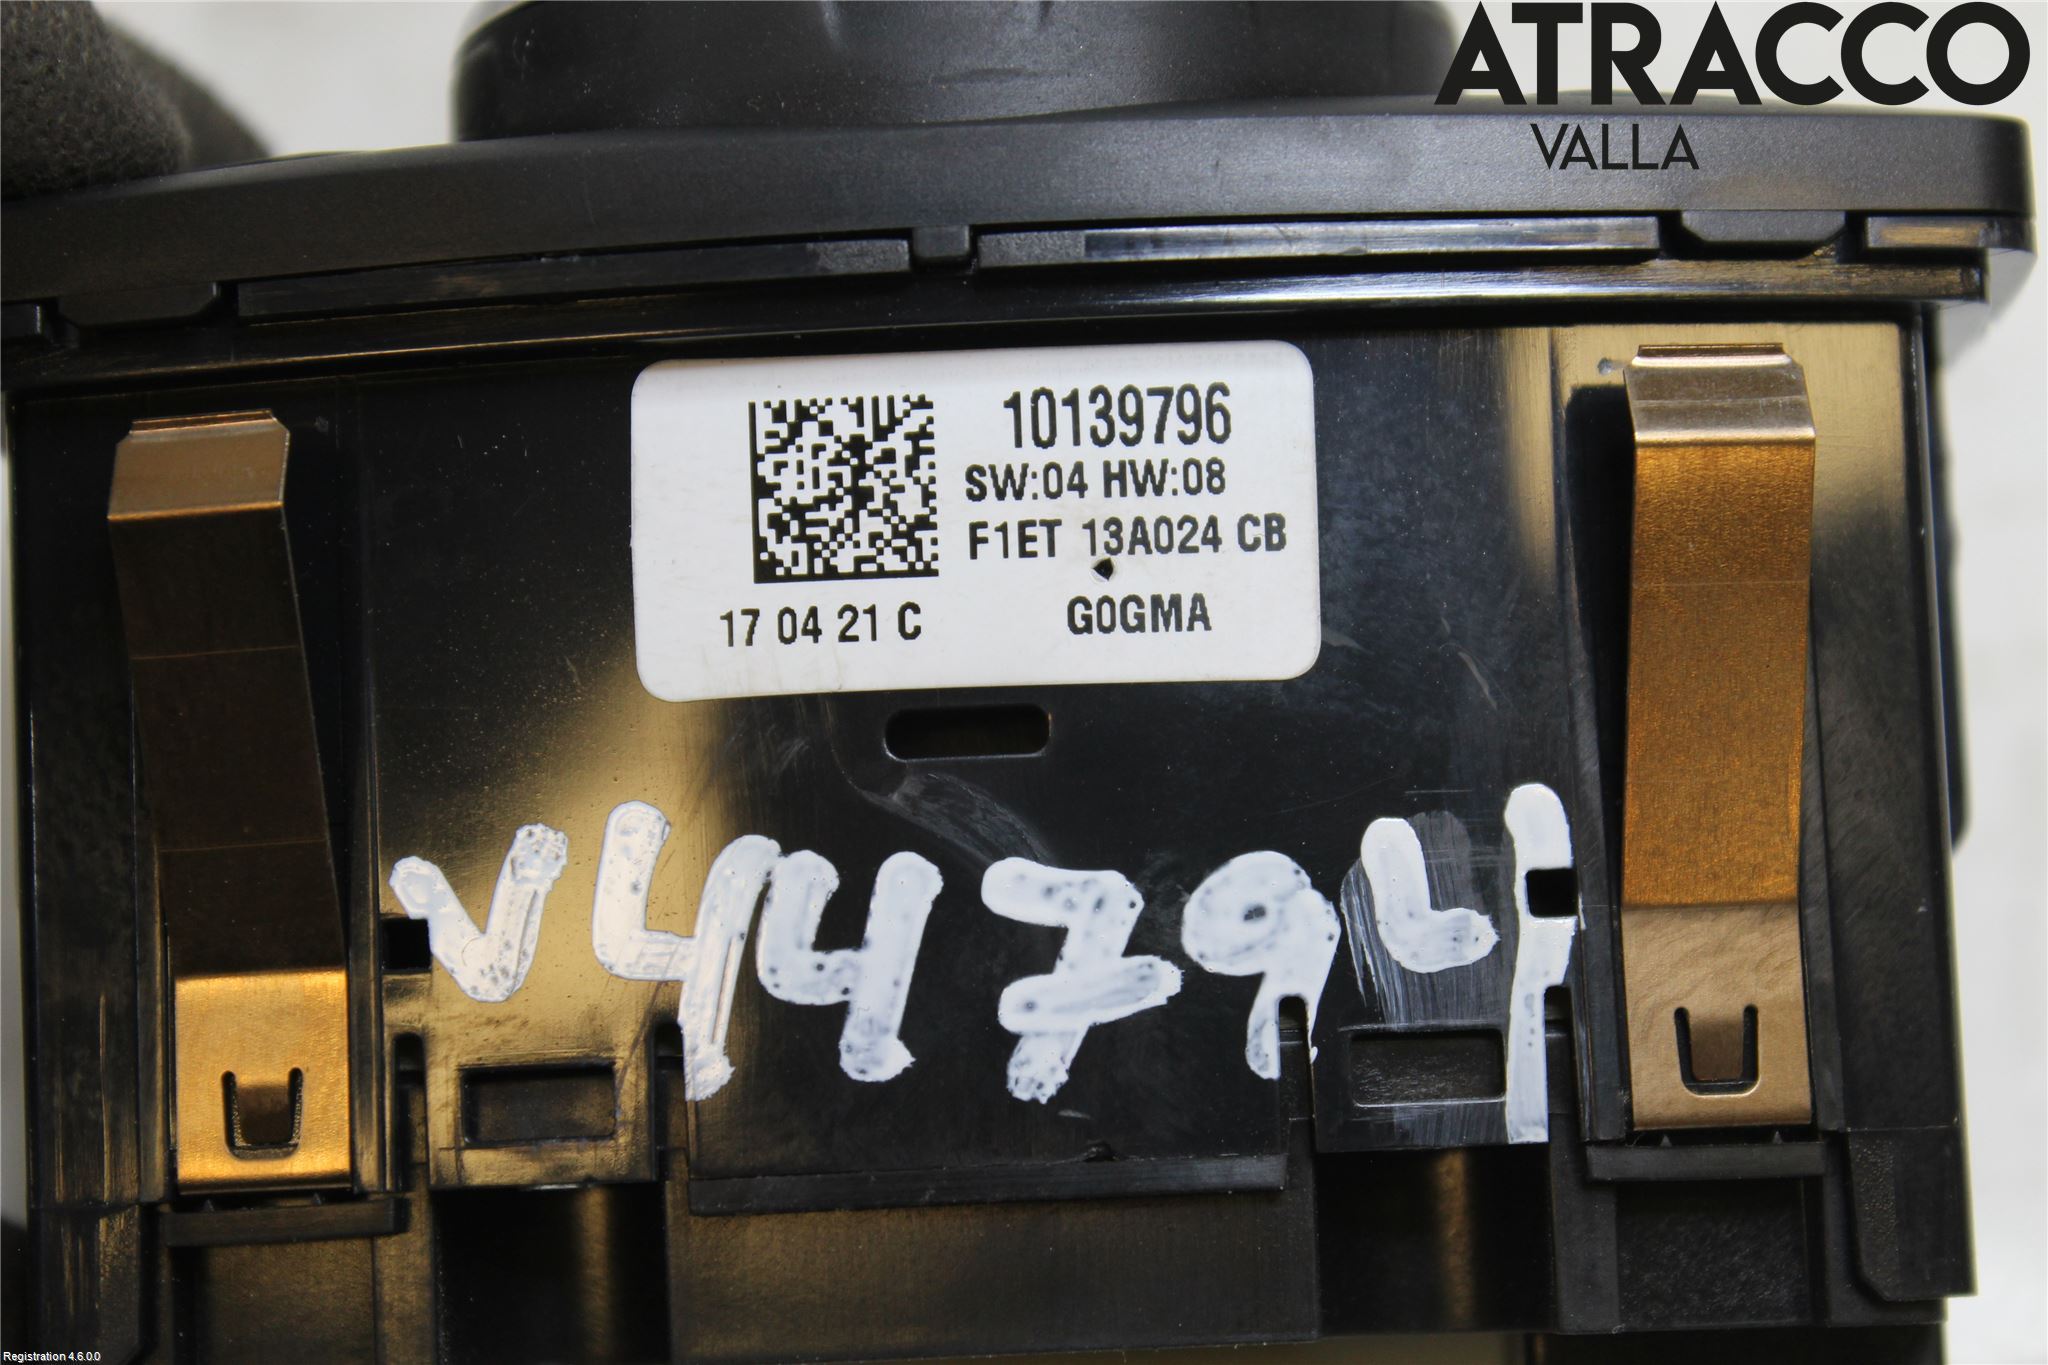 ATRACCO
VALLA
10139796
SW:04 HW:08
F1ET 13A024 CB
17 04 21 C
G0GMA
V44794
Registration 4.6.0.0